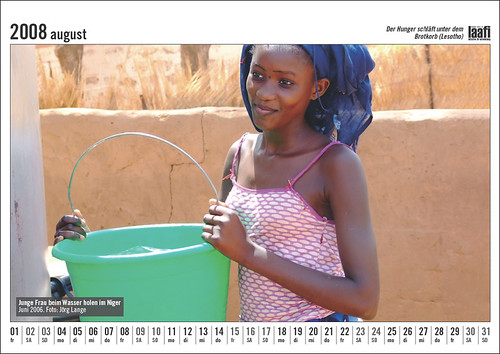 2008 august
Der Hunger schläft unter dem
Brotkorb (Lesotho)
laafi
Junge Frau beim Wasser holen im Niger
Juni 2006. Foto: Jörg Lange
01 02 03 04 05 06 07 08 09 10 11 12 13 14 15 16 17 18 19 20 21 22 23 24 25 26 27 28 29 30 31
fr SA SO mo di mi do fr SA SO mo di mi do fr SA SO mo di mi do fr SA SO mo di mi do fr SA SO